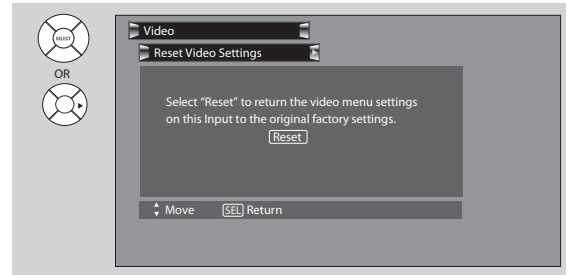 SELECT
OR
Video
Reset Video Settings
Select “Reset” to return the video menu settings
on this Input to the original factory settings.
Reset
Move SEL Return